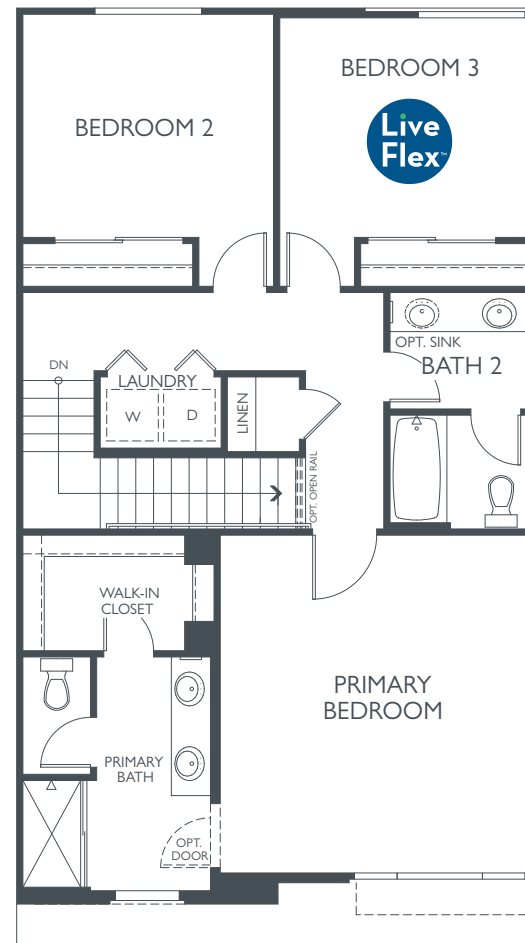 BEDROOM 3
Live
Flex™
BEDROOM 2
OPT. SINK
BATH 2
DN
LAUNDRY
W
D
LINEN
OPT. OPEN RAIL
WALK-IN
CLOSET
PRIMARY
BEDROOM
PRIMARY
BATH
OPT.
DOOR